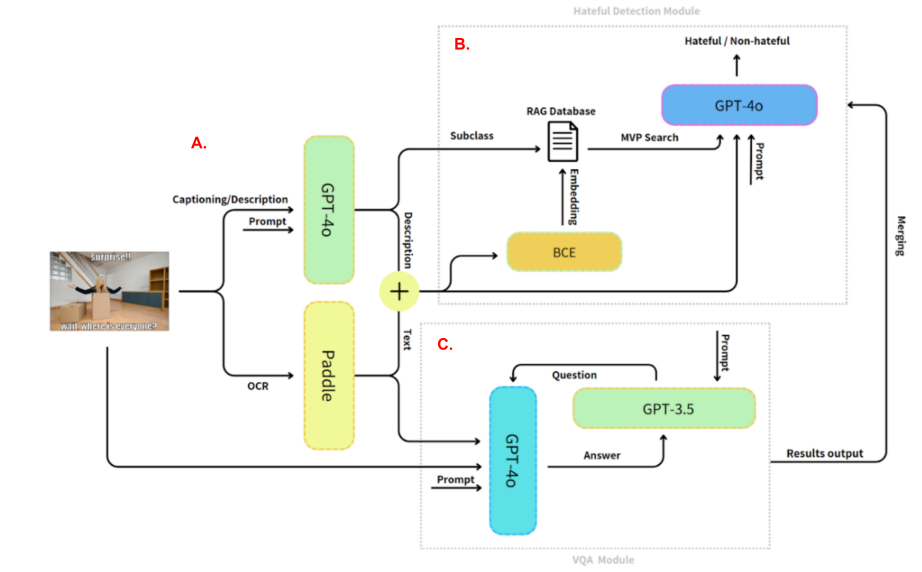 Hateful Detection Module
B.
Hateful / Non-hateful
GPT-4o
RAG Database
Subclass
MVP Search
Prompt
Embedding
BCE
A.
Captioning/Description
Prompt
GPT-4o
Description
+
surprise!!
wait, where is everyone?
OCR
Paddle
Text
C.
Prompt
Question
GPT-3.5
GPT-4o
Answer
Prompt
Results output
Merging
VQA Module